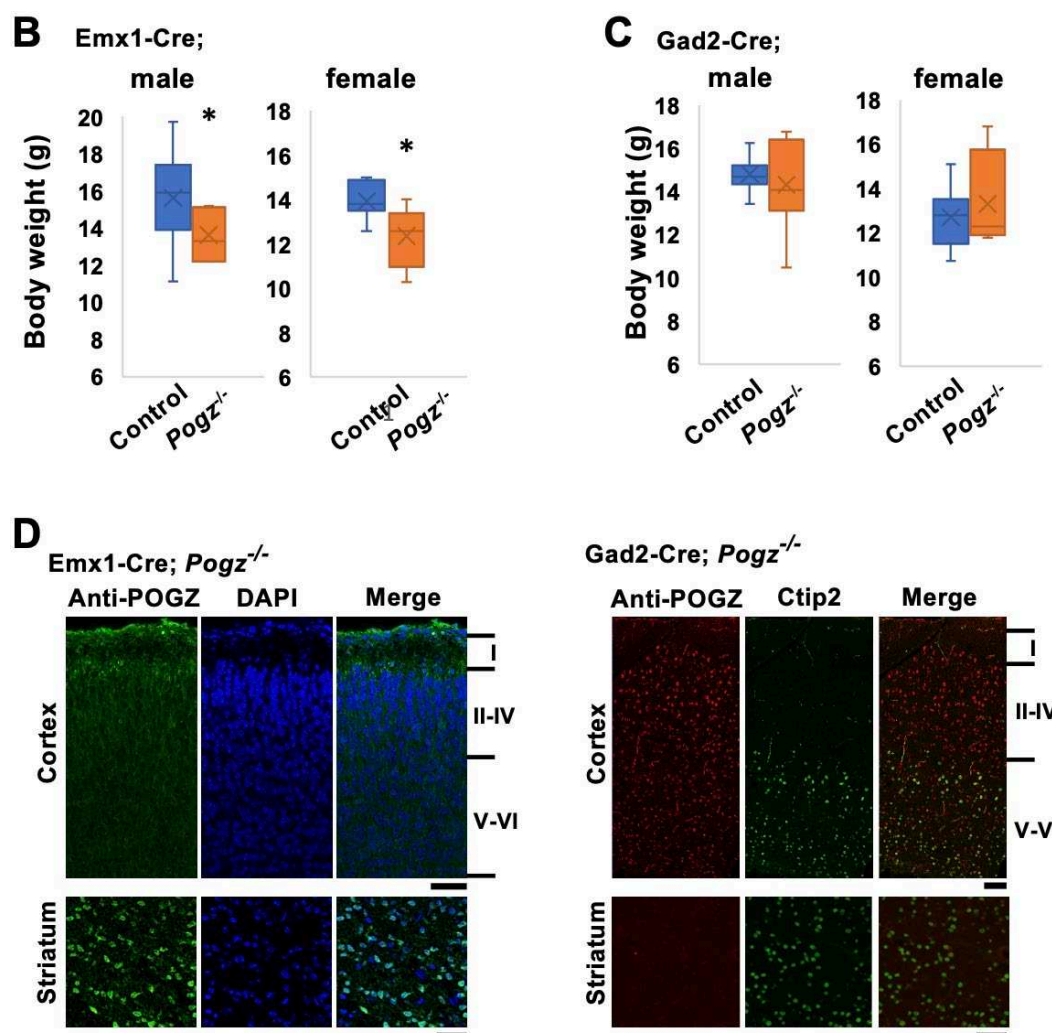 B Emx1-Cre;
male female
Body weight (g)
20
18
16
14
12
10
8
6
*
Control Pogz-/-
18
16
14
12
10
8
6
*
Control Pogz-/-
C Gad2-Cre;
male female
Body weight (g)
18
16
14
12
10
8
6
Control Pogz-/-
18
16
14
12
10
8
6
Control Pogz-/-
D
Emx1-Cre; Pogz-/-
Anti-POGZ DAPI Merge
Cortex
I
II-IV
V-VI
Striatum
Gad2-Cre; Pogz-/-
Anti-POGZ Ctip2 Merge
Cortex
I
II-IV
V-V
Striatum